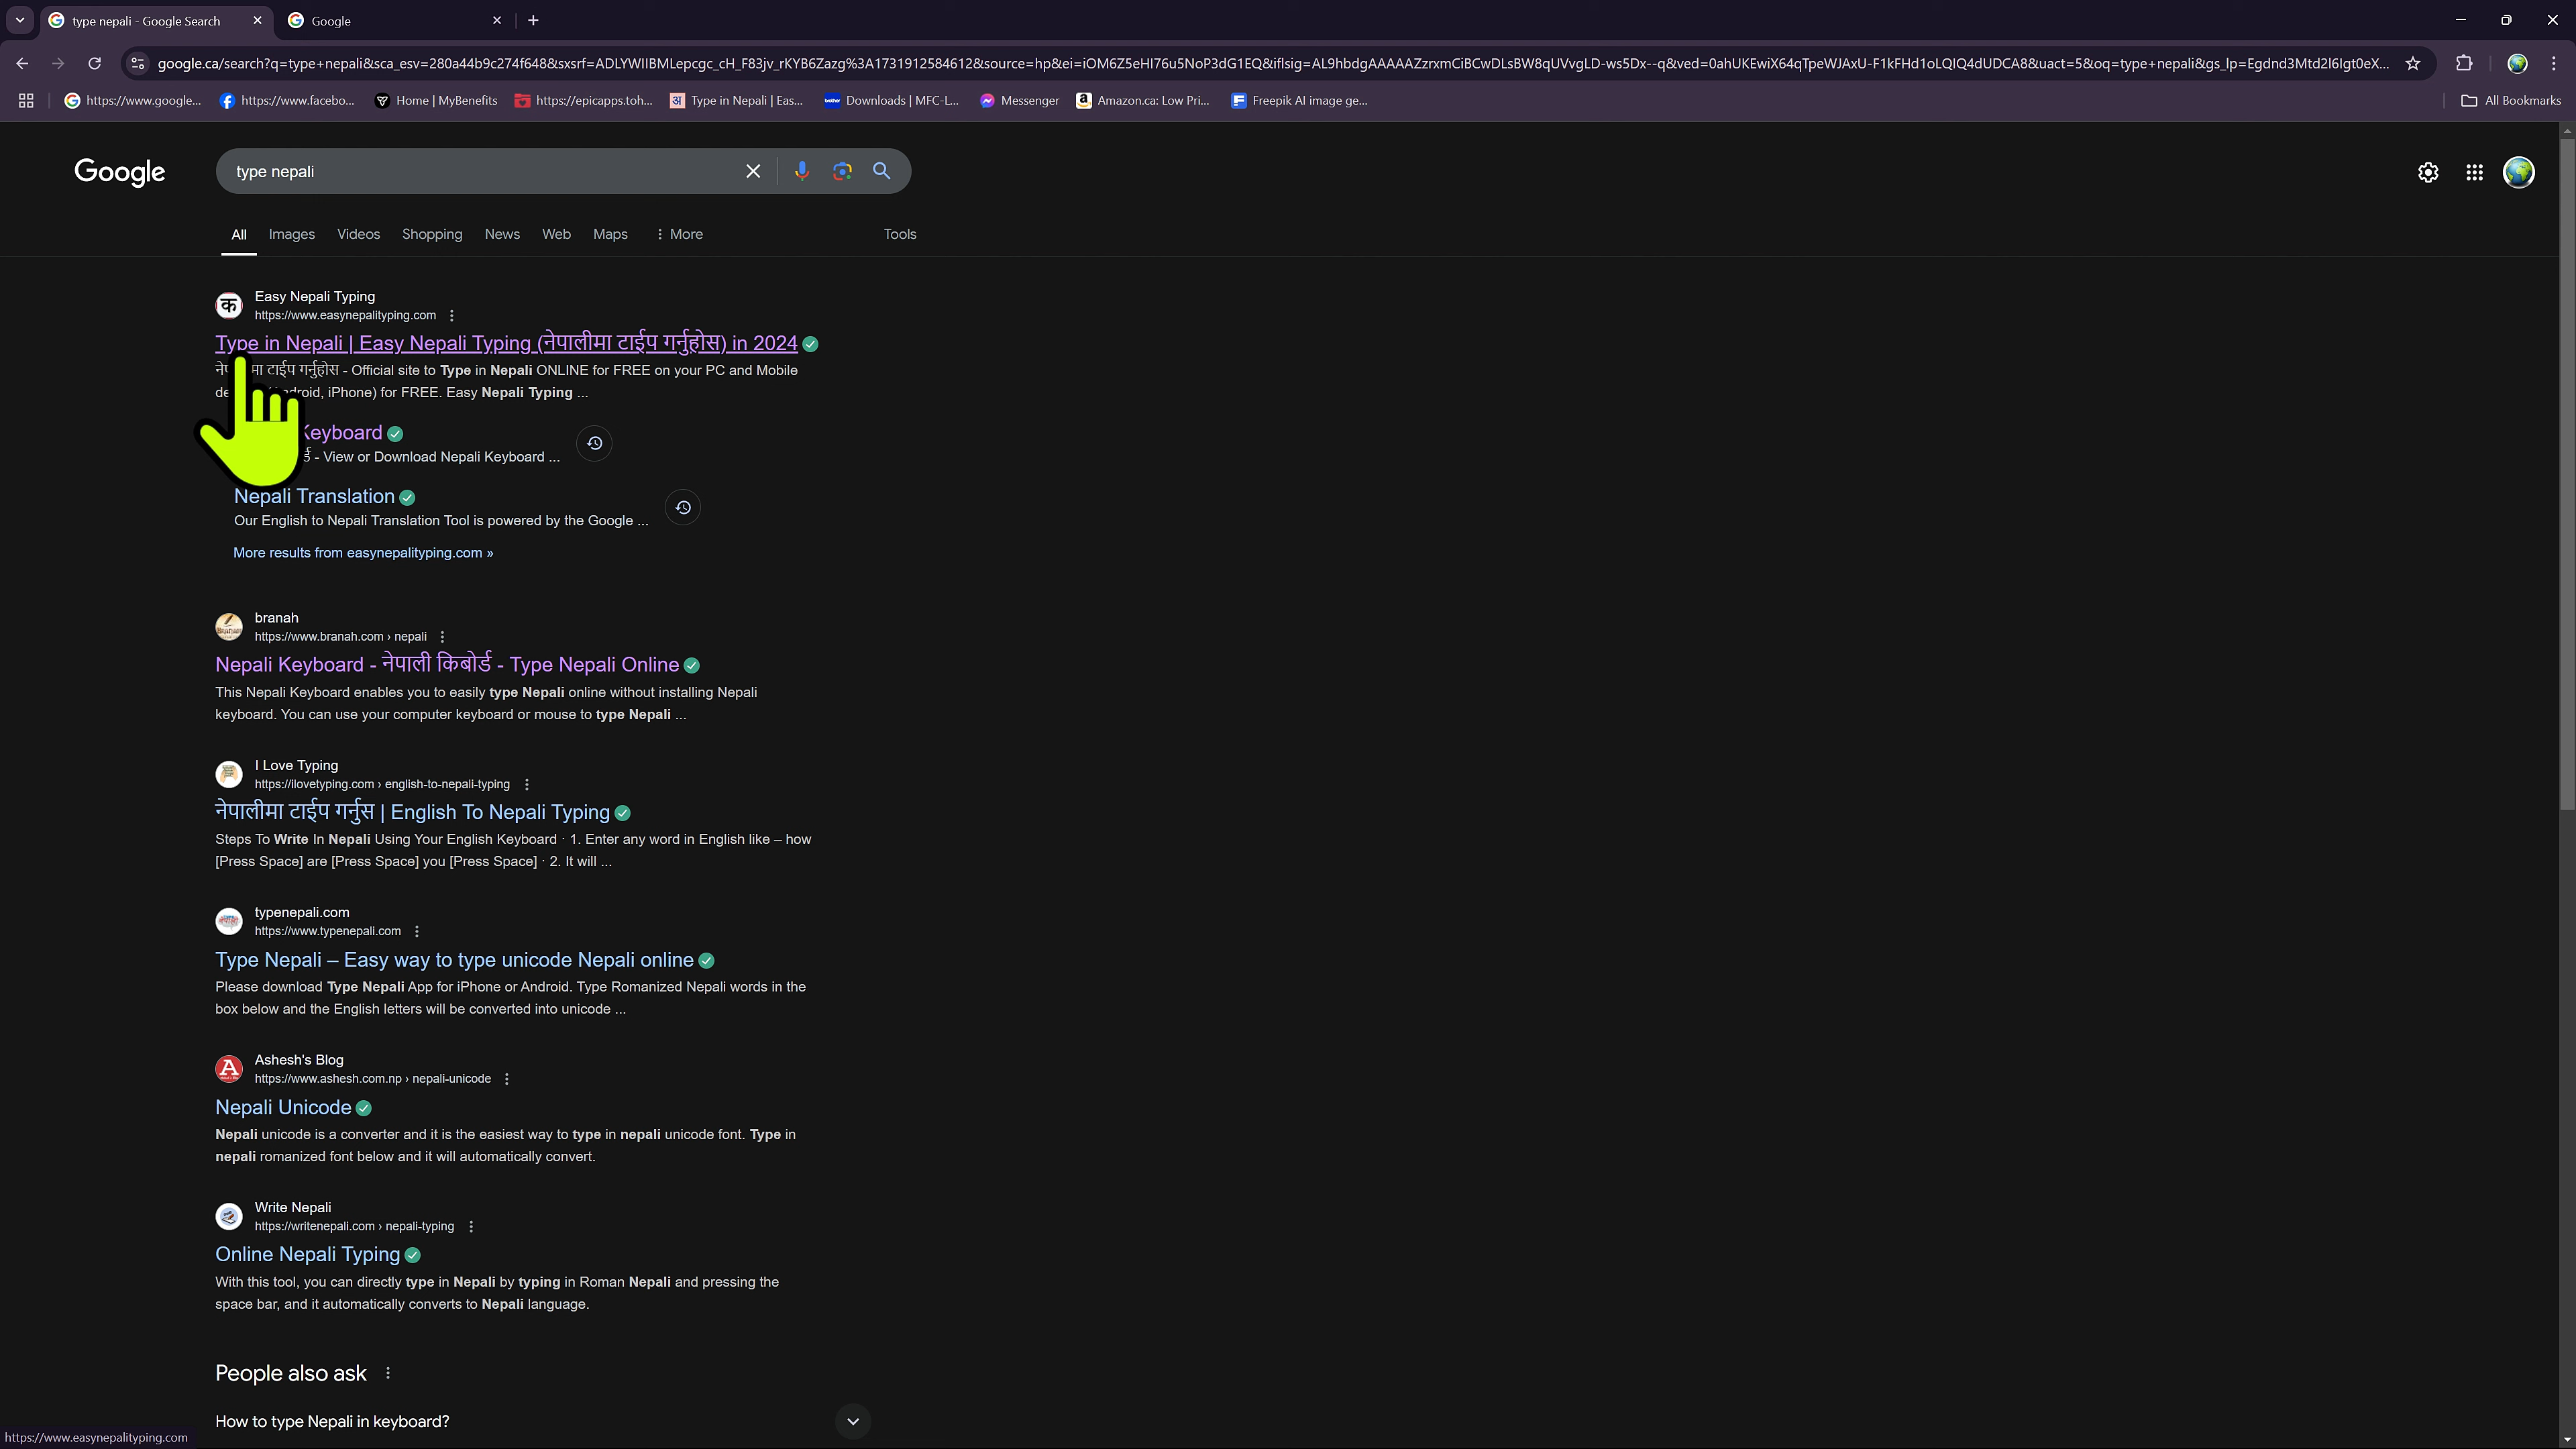 type nepali - Google Search
Google
google.ca/search?q=type+nepali&sca_esv=280a44b9c274f648&sxsrf=ADLYWIIBMLepcgc_cH_F83jv_rKYB6Zazg%3A1731912584612&source=hp&ei=iOM6Z5eHI76u5NoP3dG1EQ&iflsig=AL9hbdgAAAAAZzrxmCiBCwDLsBW8qUVvgLD-ws5Dx--q&ved=0ahUKEwiX64qTpeWJAxU-F1kFHd1oLQIQ4dUDCA8&uact=5&oq=type+nepali&gs_lp=Egdnd3Mtd2l6Igt0eX...
https://www.google...
https://www.facebo...
Home | MyBenefits
https://epicapps.toh...
Type in Nepali | Eas...
Downloads | MFC-L...
Messenger
Amazon.ca: Low Pri...
Freepik AI image ge...
All Bookmarks
Google
type nepali
All Images Videos Shopping News Web Maps More Tools
Easy Nepali Typing
https://www.easynepalityping.com
Type in Nepali | Easy Nepali Typing (नेपालीमा टाईप गर्नुहोस) in 2024
टाईप गर्नुहोस - Official site to Type in Nepali ONLINE for FREE on your PC and Mobile
iPhone) for FREE. Easy Nepali Typing ...
Keyboard
- View or Download Nepali Keyboard ...
Nepali Translation
Our English to Nepali Translation Tool is powered by the Google ...
More results from easynepalityping.com »
branah
https://www.branah.com › nepali
Nepali Keyboard - नेपाली किबोर्ड - Type Nepali Online
This Nepali Keyboard enables you to easily type Nepali online without installing Nepali
keyboard. You can use your computer keyboard or mouse to type Nepali ...
I Love Typing
https://ilovetyping.com › english-to-nepali-typing
नेपालीमा टाईप गर्नुस | English To Nepali Typing
Steps To Write In Nepali Using Your English Keyboard · 1. Enter any word in English like – how
[Press Space] are [Press Space] you [Press Space] · 2. It will ...
typenepali.com
https://www.typenepali.com
Type Nepali – Easy way to type unicode Nepali online
Please download Type Nepali App for iPhone or Android. Type Romanized Nepali words in the
box below and the English letters will be converted into unicode ...
Ashesh's Blog
https://www.ashesh.com.np › nepali-unicode
Nepali Unicode
Nepali unicode is a converter and it is the easiest way to type in nepali unicode font. Type in
nepali romanized font below and it will automatically convert.
Write Nepali
https://writenepali.com › nepali-typing
Online Nepali Typing
With this tool, you can directly type in Nepali by typing in Roman Nepali and pressing the
space bar, and it automatically converts to Nepali language.
People also ask
How to type Nepali in keyboard?
https://www.easynepalityping.com